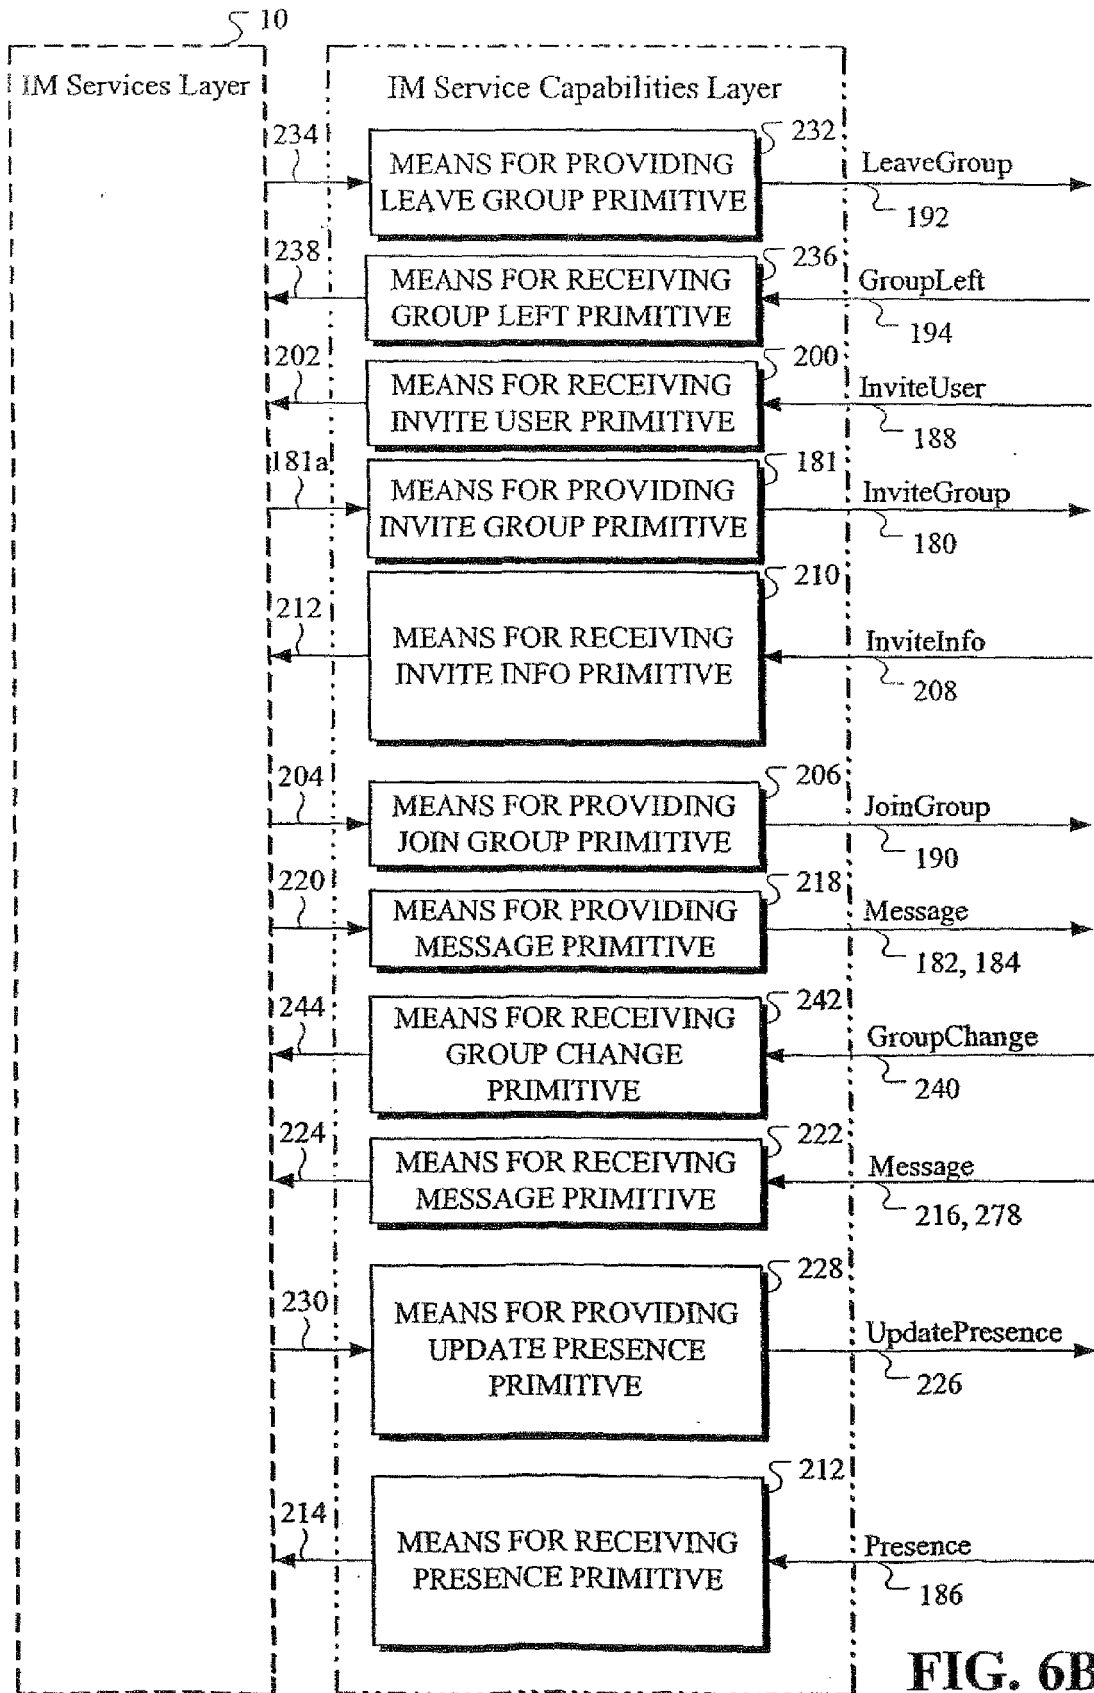 10
IM Services Layer
IM Service Capabilities Layer
234
MEANS FOR PROVIDING
LEAVE GROUP PRIMITIVE
232
LeaveGroup
192
238
MEANS FOR RECEIVING
GROUP LEFT PRIMITIVE
236
GroupLeft
194
202
MEANS FOR RECEIVING
INVITE USER PRIMITIVE
200
InviteUser
188
181a
MEANS FOR PROVIDING
INVITE GROUP PRIMITIVE
181
InviteGroup
180
212
MEANS FOR RECEIVING
INVITE INFO PRIMITIVE
210
InviteInfo
208
204
MEANS FOR PROVIDING
JOIN GROUP PRIMITIVE
206
JoinGroup
190
220
MEANS FOR PROVIDING
MESSAGE PRIMITIVE
218
Message
182, 184
244
MEANS FOR RECEIVING
GROUP CHANGE
PRIMITIVE
242
GroupChange
240
224
MEANS FOR RECEIVING
MESSAGE PRIMITIVE
222
Message
216, 278
230
MEANS FOR PROVIDING
UPDATE PRESENCE
PRIMITIVE
228
UpdatePresence
226
214
MEANS FOR RECEIVING
PRESENCE PRIMITIVE
212
Presence
186
FIG. 6B